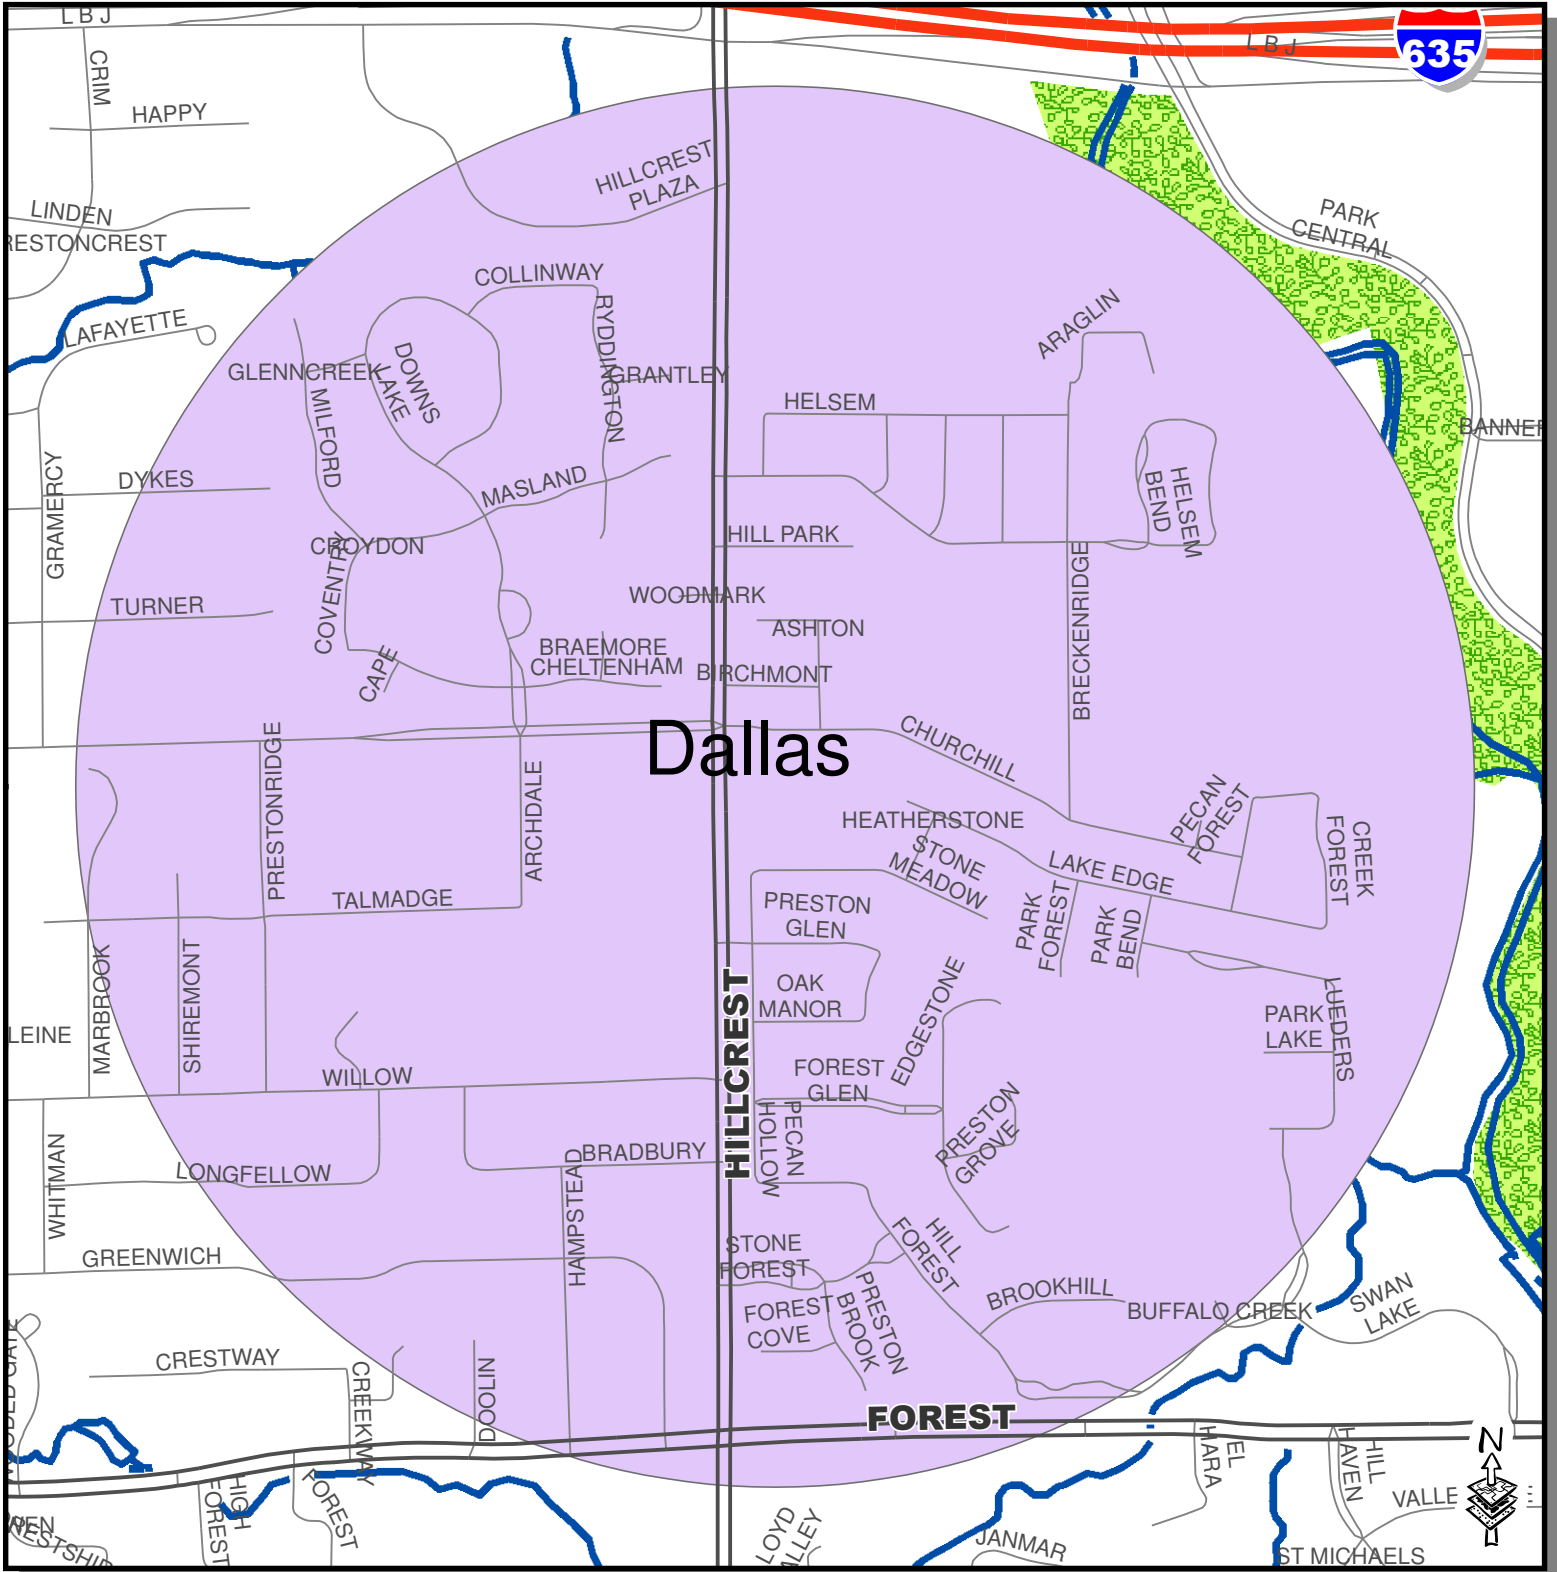 L B J
L B J
635
CRIM
HAPPY
HILLCREST
PLAZA
LINDEN
RESTONCREST
PARK
CENTRAL
COLLINWAY
LAFAYETTE
RYDDINGTON
ARAGLIN
GLENNCREEK
DOWNS
LAKE
GRANTLEY
MILFORD
HELSEM
BANNER
GRAMERCY
DYKES
MASLAND
HELSEM
BEND
CROYDON
COVENTRY
HILL PARK
TURNER
WOODMARK
ASHTON
BRECKENRIDGE
CAPE
BRAEMORE
CHELTENHAM
BIRCHMONT
Dallas
CHURCHILL
PRESTONRIDGE
ARCHDALE
HEATHERSTONE
STONE
MEADOW
PECAN
FOREST
CREEK
FOREST
LAKE EDGE
TALMADGE
PRESTON
GLEN
PARK
FOREST
PARK
BEND
MARBROOK
SHIREMONT
OAK
MANOR
EDGESTONE
LUEDERS
PARK
LAKE
LEINE
HILLCREST
WILLOW
FOREST
GLEN
PECAN
HOLLOW
PRESTON
GROVE
WHITMAN
LONGFELLOW
BRADBURY
HAMPSTEAD
GREENWICH
STONE
FOREST
HILL
FOREST
FOREST
COVE
PRESTON
BROOK
BROOKHILL
BUFFALO CREEK
SWAN
LAKE
CRESTWAY
CREEKWAY
DOOLIN
FOREST
HIGH
FOREST
FOREST
EL
HARA
HILL
HAVEN
VALLE
N
JANMAR
ST MICHAELS